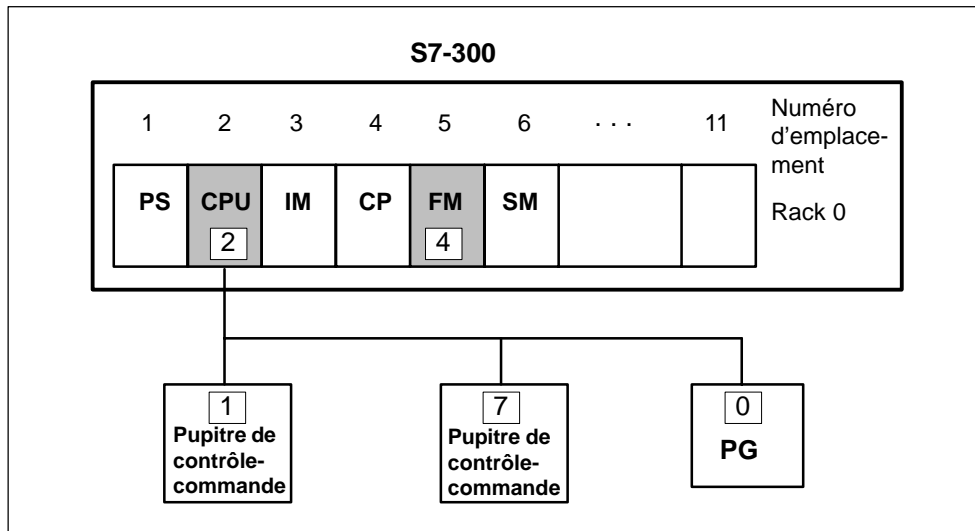 S7-300
1 2 3 4 5 6 . . . 11
Numéro
d'emplace-
ment
Rack 0
PS CPU IM CP FM SM
2 4
1
Pupitre de
contrôle-
commande
7
Pupitre de
contrôle-
commande
0
PG